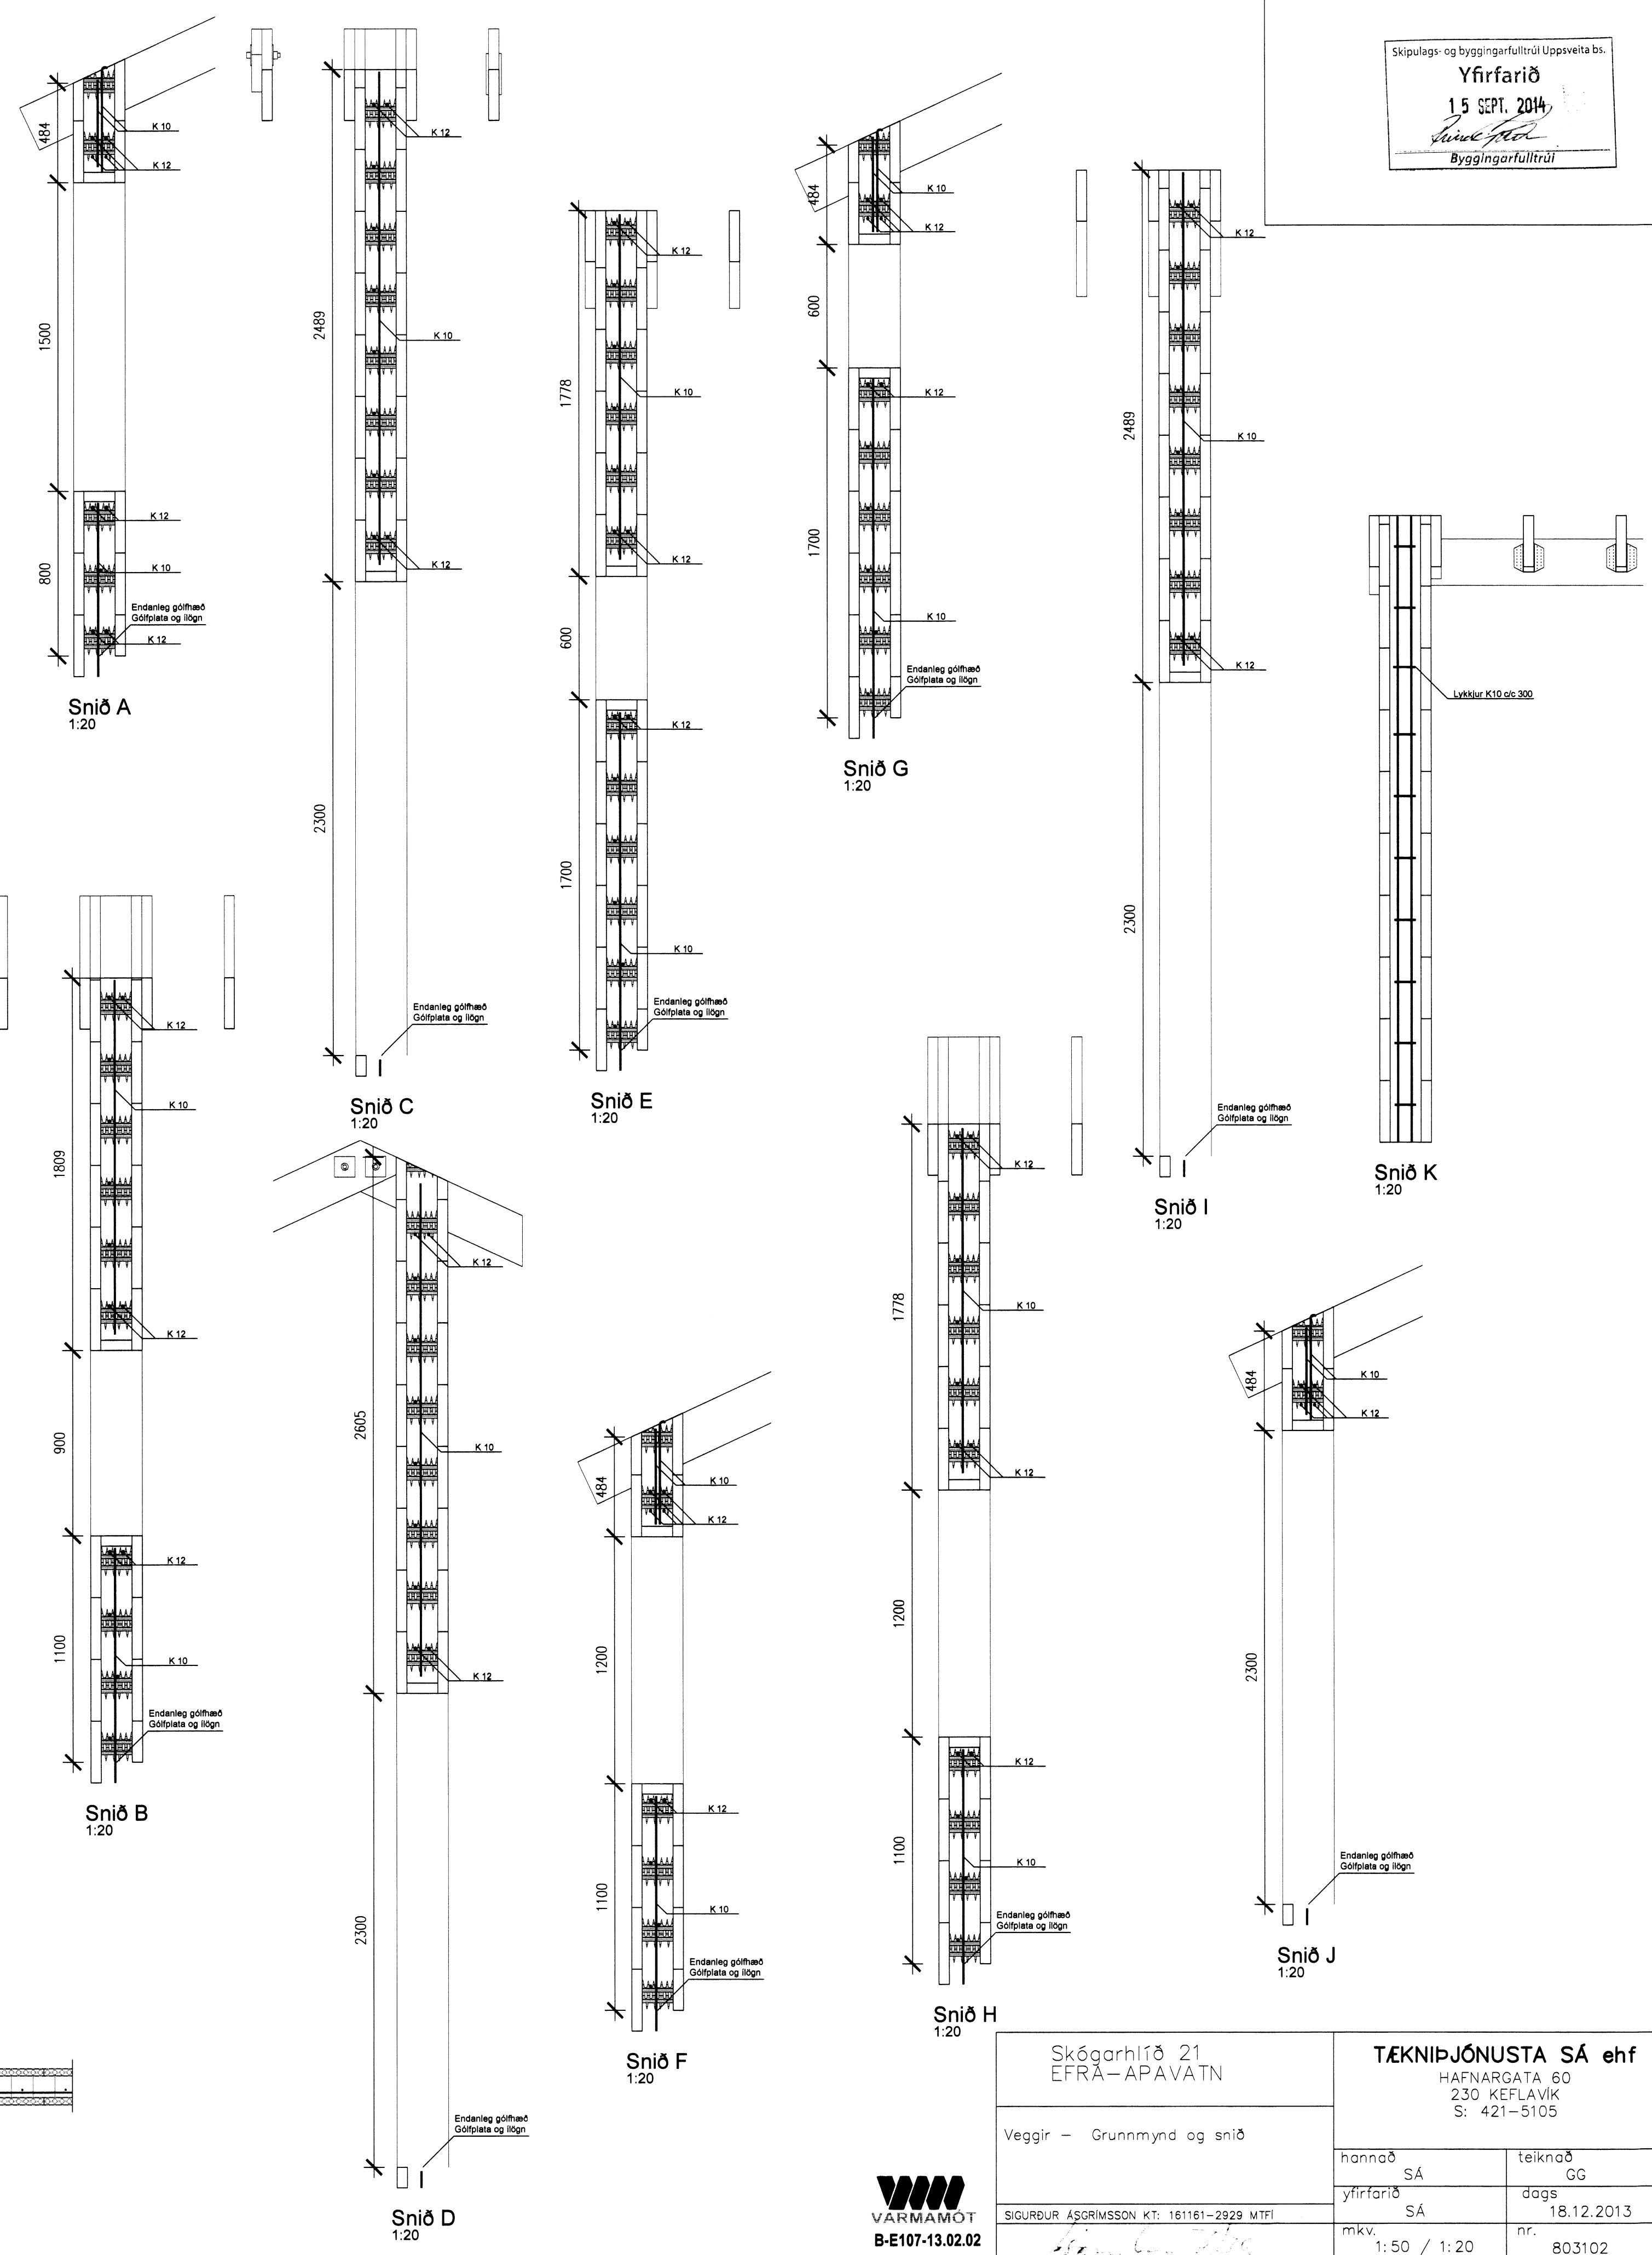 Skipulags- og byggingarfulltrúi Uppsveita bs.
Yfirfarið
15 SEPT. 2014
Byggingarfulltrúi
484
1500
800
K 10
K 12
K 12
K 10
Endanleg gólfhæð
Gólfplata og ílögn
K 12
Snið A
1:20
2489
2300
K 12
K 10
K 12
Endanleg gólfhæð
Gólfplata og ílögn
Snið C
1:20
1778
600
1700
K 12
K 10
K 12
K 12
K 10
Endanleg gólfhæð
Gólfplata og ílögn
Snið E
1:20
484
600
1700
K 10
K 12
K 12
K 10
Endanleg gólfhæð
Gólfplata og ílögn
Snið G
1:20
2489
2300
K 12
K 10
K 12
Endanleg gólfhæð
Gólfplata og ílögn
Snið I
1:20
Lykkjur K10 c/c 300
Snið K
1:20
1809
900
1100
K 12
K 10
K 12
K 12
K 10
Endanleg gólfhæð
Gólfplata og ílögn
Snið B
1:20
2605
2300
K 12
K 10
K 12
Endanleg gólfhæð
Gólfplata og ílögn
Snið D
1:20
484
1200
1100
K 10
K 12
K 12
K 10
Endanleg gólfhæð
Gólfplata og ílögn
Snið F
1:20
1778
1200
1100
K 12
K 10
K 12
K 12
K 10
Endanleg gólfhæð
Gólfplata og ílögn
Snið H
1:20
484
2300
K 10
K 12
Endanleg gólfhæð
Gólfplata og ílögn
Snið J
1:20
VARMAMÓT
B-E107-13.02.02
Skógarhlíð 21
EFRA-APAVATN
Veggir - Grunnmynd og snið
SIGURÐUR ÁSGRÍMSSON KT: 161161-2929 MTFÍ
TÆKNIÞJÓNUSTA SÁ ehf
HAFNARGATA 60
230 KEFLAVÍK
S: 421-5105
hannað
SÁ
teiknað
GG
yfirfarið
SÁ
dags
18.12.2013
mkv.
1:50 / 1:20
nr.
803102